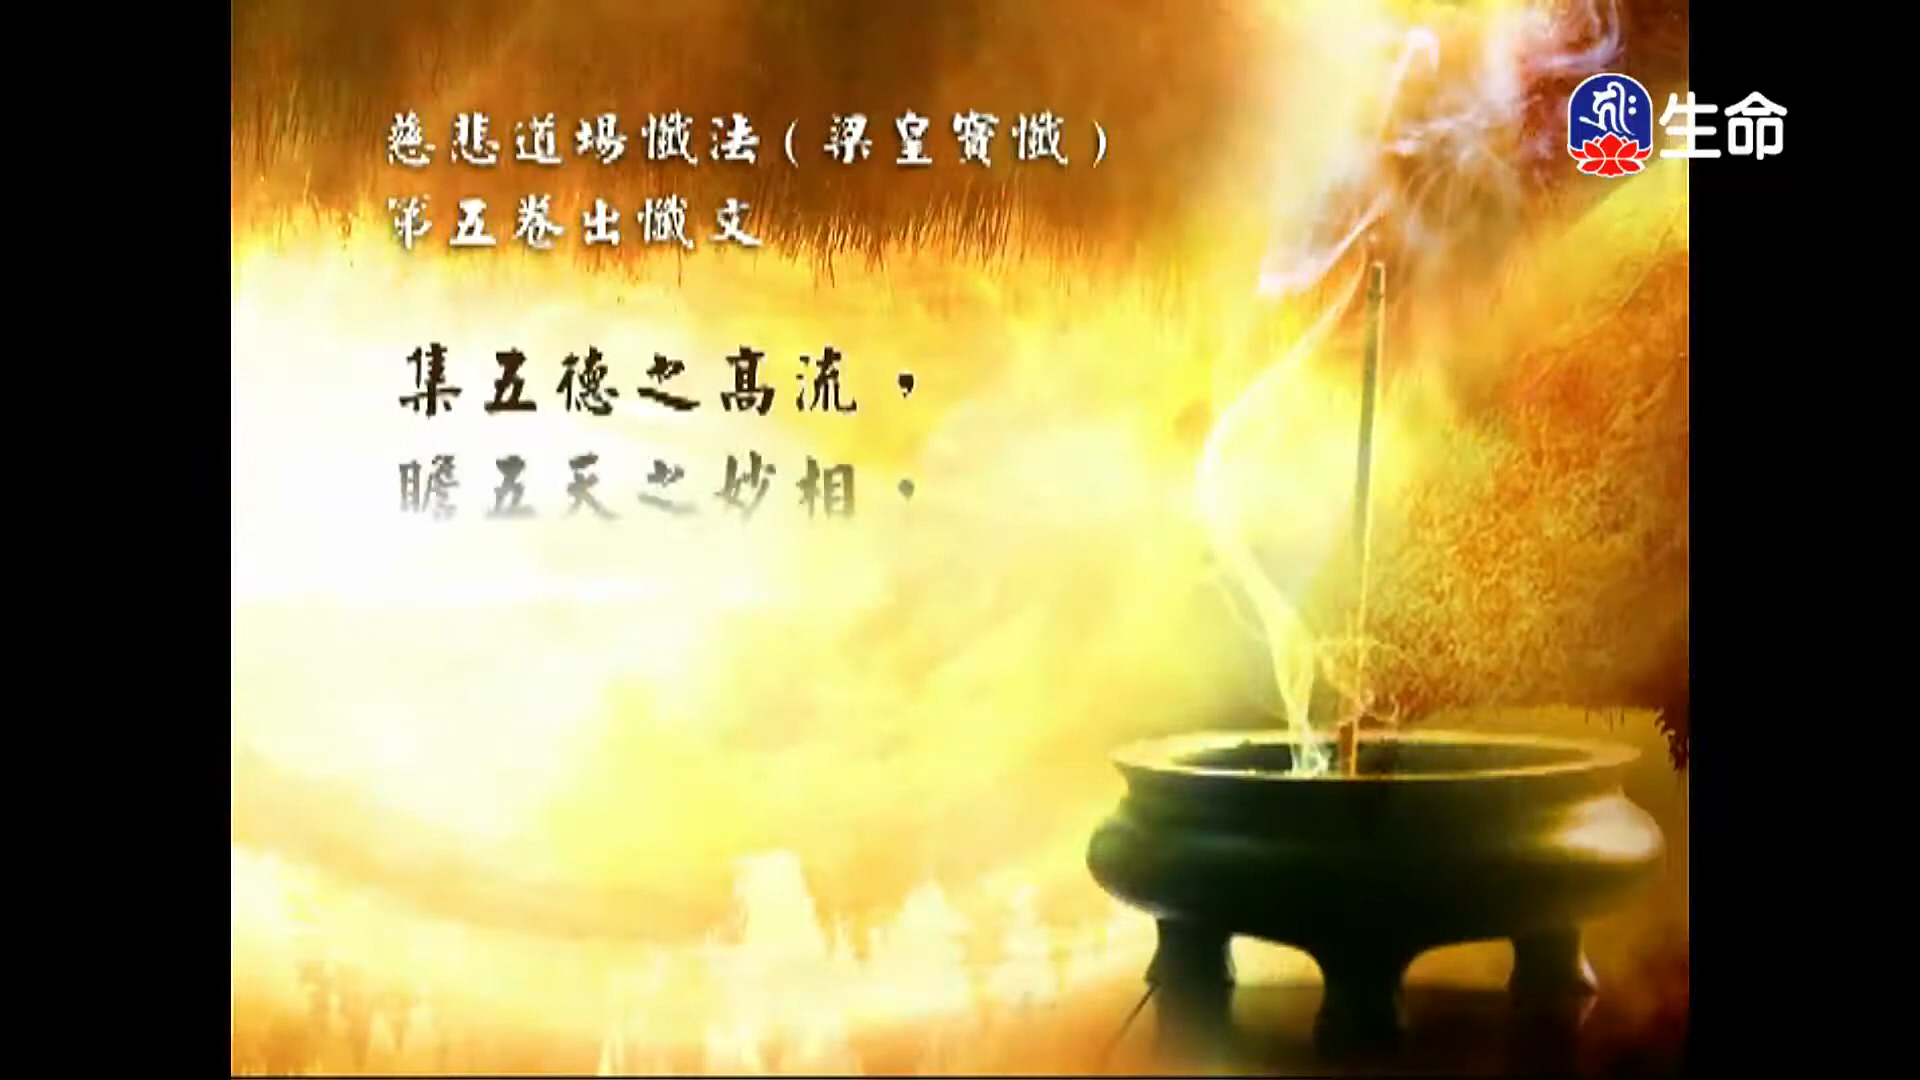 慈悲道場懺法(梁皇寶懺)
第五卷出懺文
生命
集五德之高流，
瞻五天之妙相。